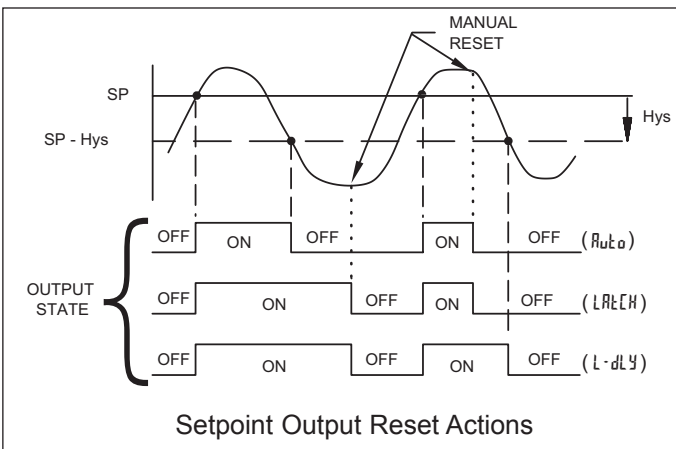 MANUAL
RESET
SP
Hys
SP - Hys
OFF ON OFF ON OFF (Auto)
OUTPUT
STATE
OFF ON OFF ON OFF (LAtCH)
OFF ON OFF ON OFF (L-dLY)
Setpoint Output Reset Actions